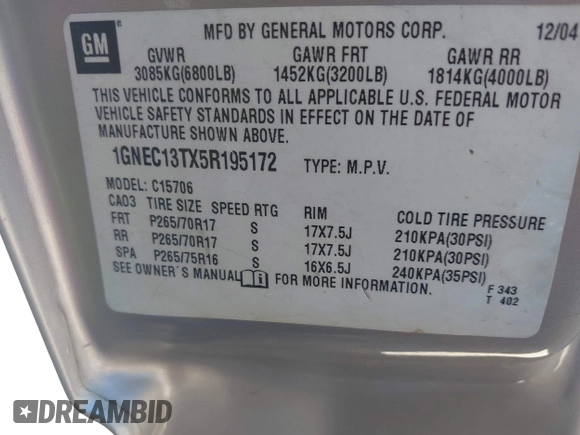 GM
MFD BY GENERAL MOTORS CORP. 12/04
GVWR GAWR FRT GAWR RR
3085KG(6800LB) 1452KG(3200LB) 1814KG(4000LB)
THIS VEHICLE CONFORMS TO ALL APPLICABLE U.S. FEDERAL MOTOR
VEHICLE SAFETY STANDARDS IN EFFECT ON THE DATE OF
MANUFACTURE SHOWN ABOVE.
1GNEC13TX5R195172 TYPE: M.P.V.
MODEL: C15706
CA03 TIRE SIZE SPEED RTG RIM COLD TIRE PRESSURE
FRT P265/70R17 S 17X7.5J 210KPA(30PSI)
RR P265/70R17 S 17X7.5J 210KPA(30PSI)
SPA P265/75R16 S 16X6.5J 240KPA(35PSI)
SEE OWNER'S MANUAL FOR MORE INFORMATION.
F 343
T 402
DREAMBID